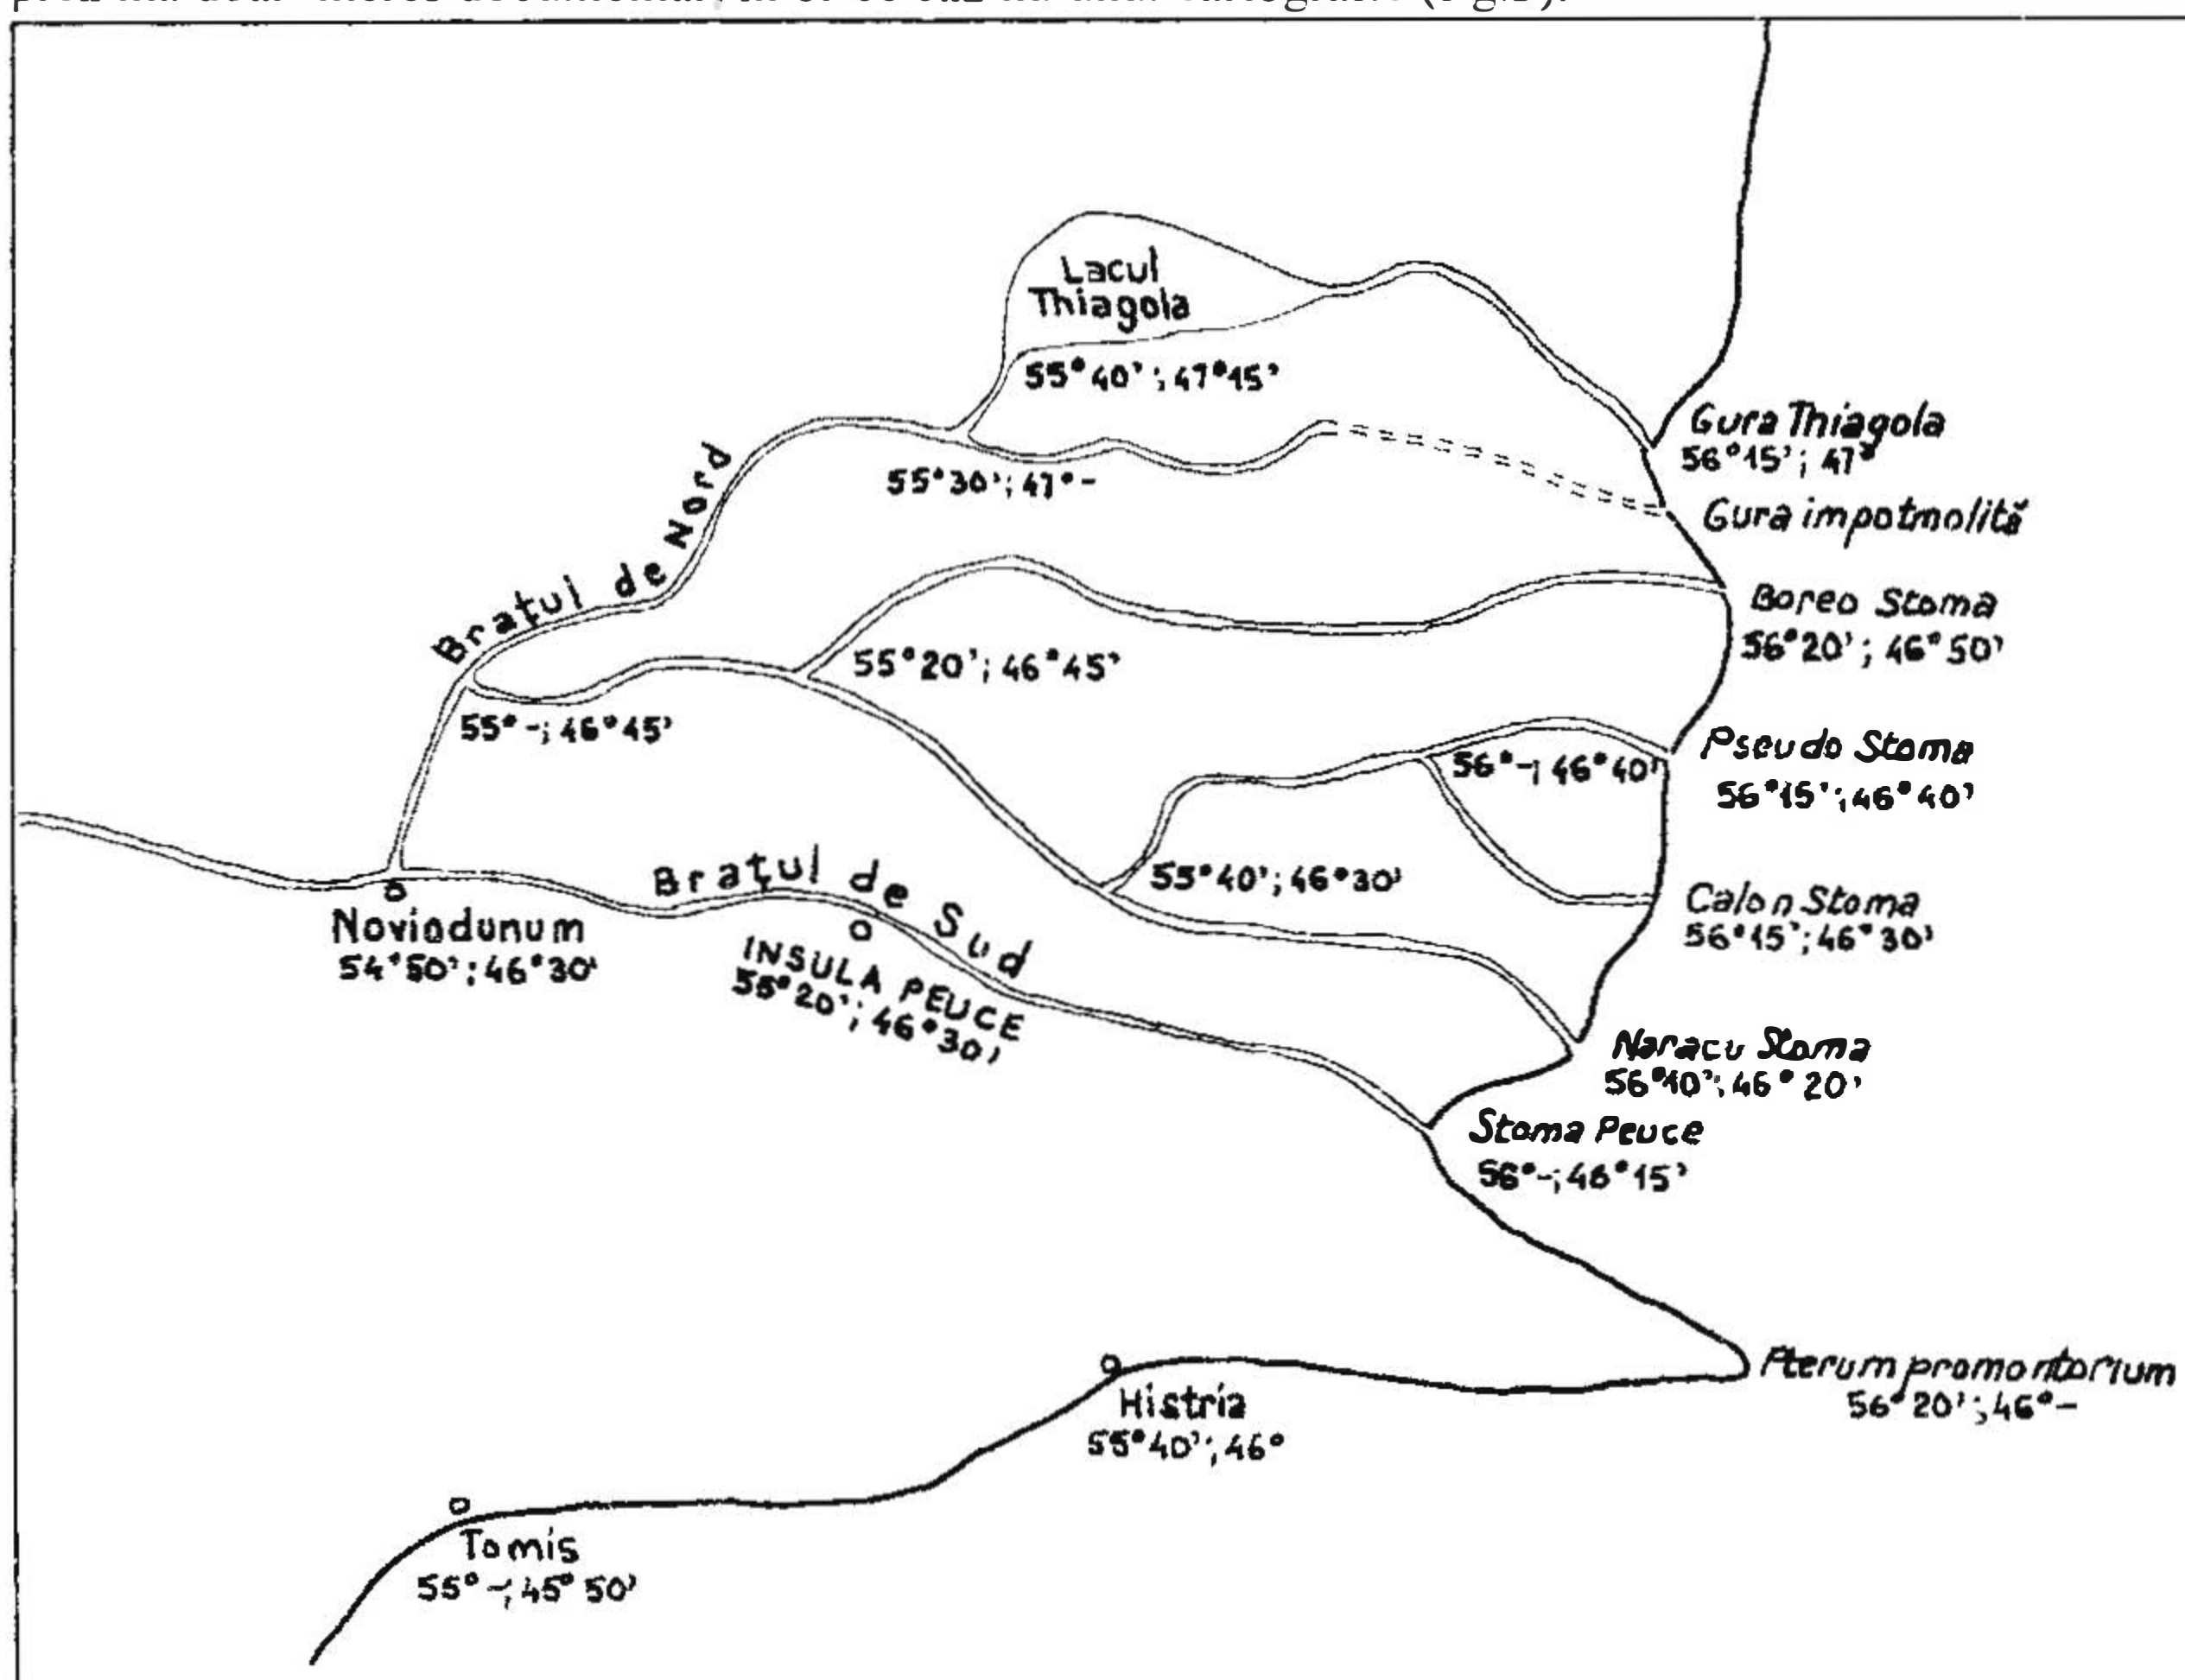 Lacul
Thiagola
55°40'; 47°15'
Gura Thiagola
56°15'; 47°
Brațul de Nord
55°30'; 47°-
Gura impotmolită
Boreo Stoma
56°20'; 46°50'
55°20'; 46°45'
55°-; 46°45'
Pseudo Stoma
56°15'; 46°40'
56°-; 46°40'
Brațul de Sud
55°40'; 46°30'
Calon Stoma
56°15'; 46°30'
Noviodunum
54°50'; 46°30'
INSULA PEUCE
55°20'; 46°30'
Naracu Stoma
56°10'; 46°20'
Stoma Peuce
56°-; 46°15'
Pterum promontorium
56°20'; 46°-
Histria
55°40'; 46°
Tomis
55°-; 45°50'